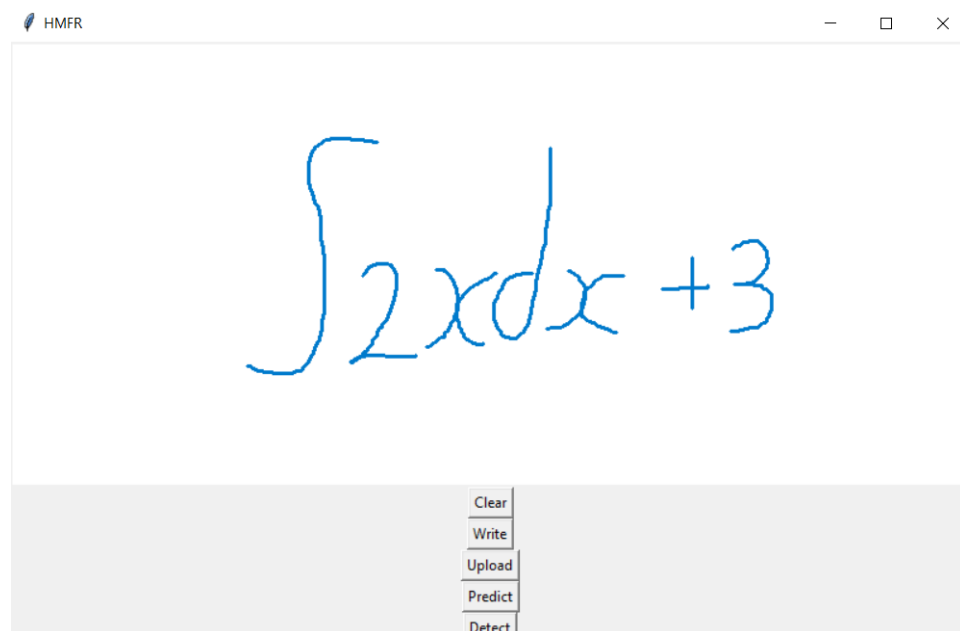 HMFR
∫2xdx+3
Clear
Write
Upload
Predict
Detect